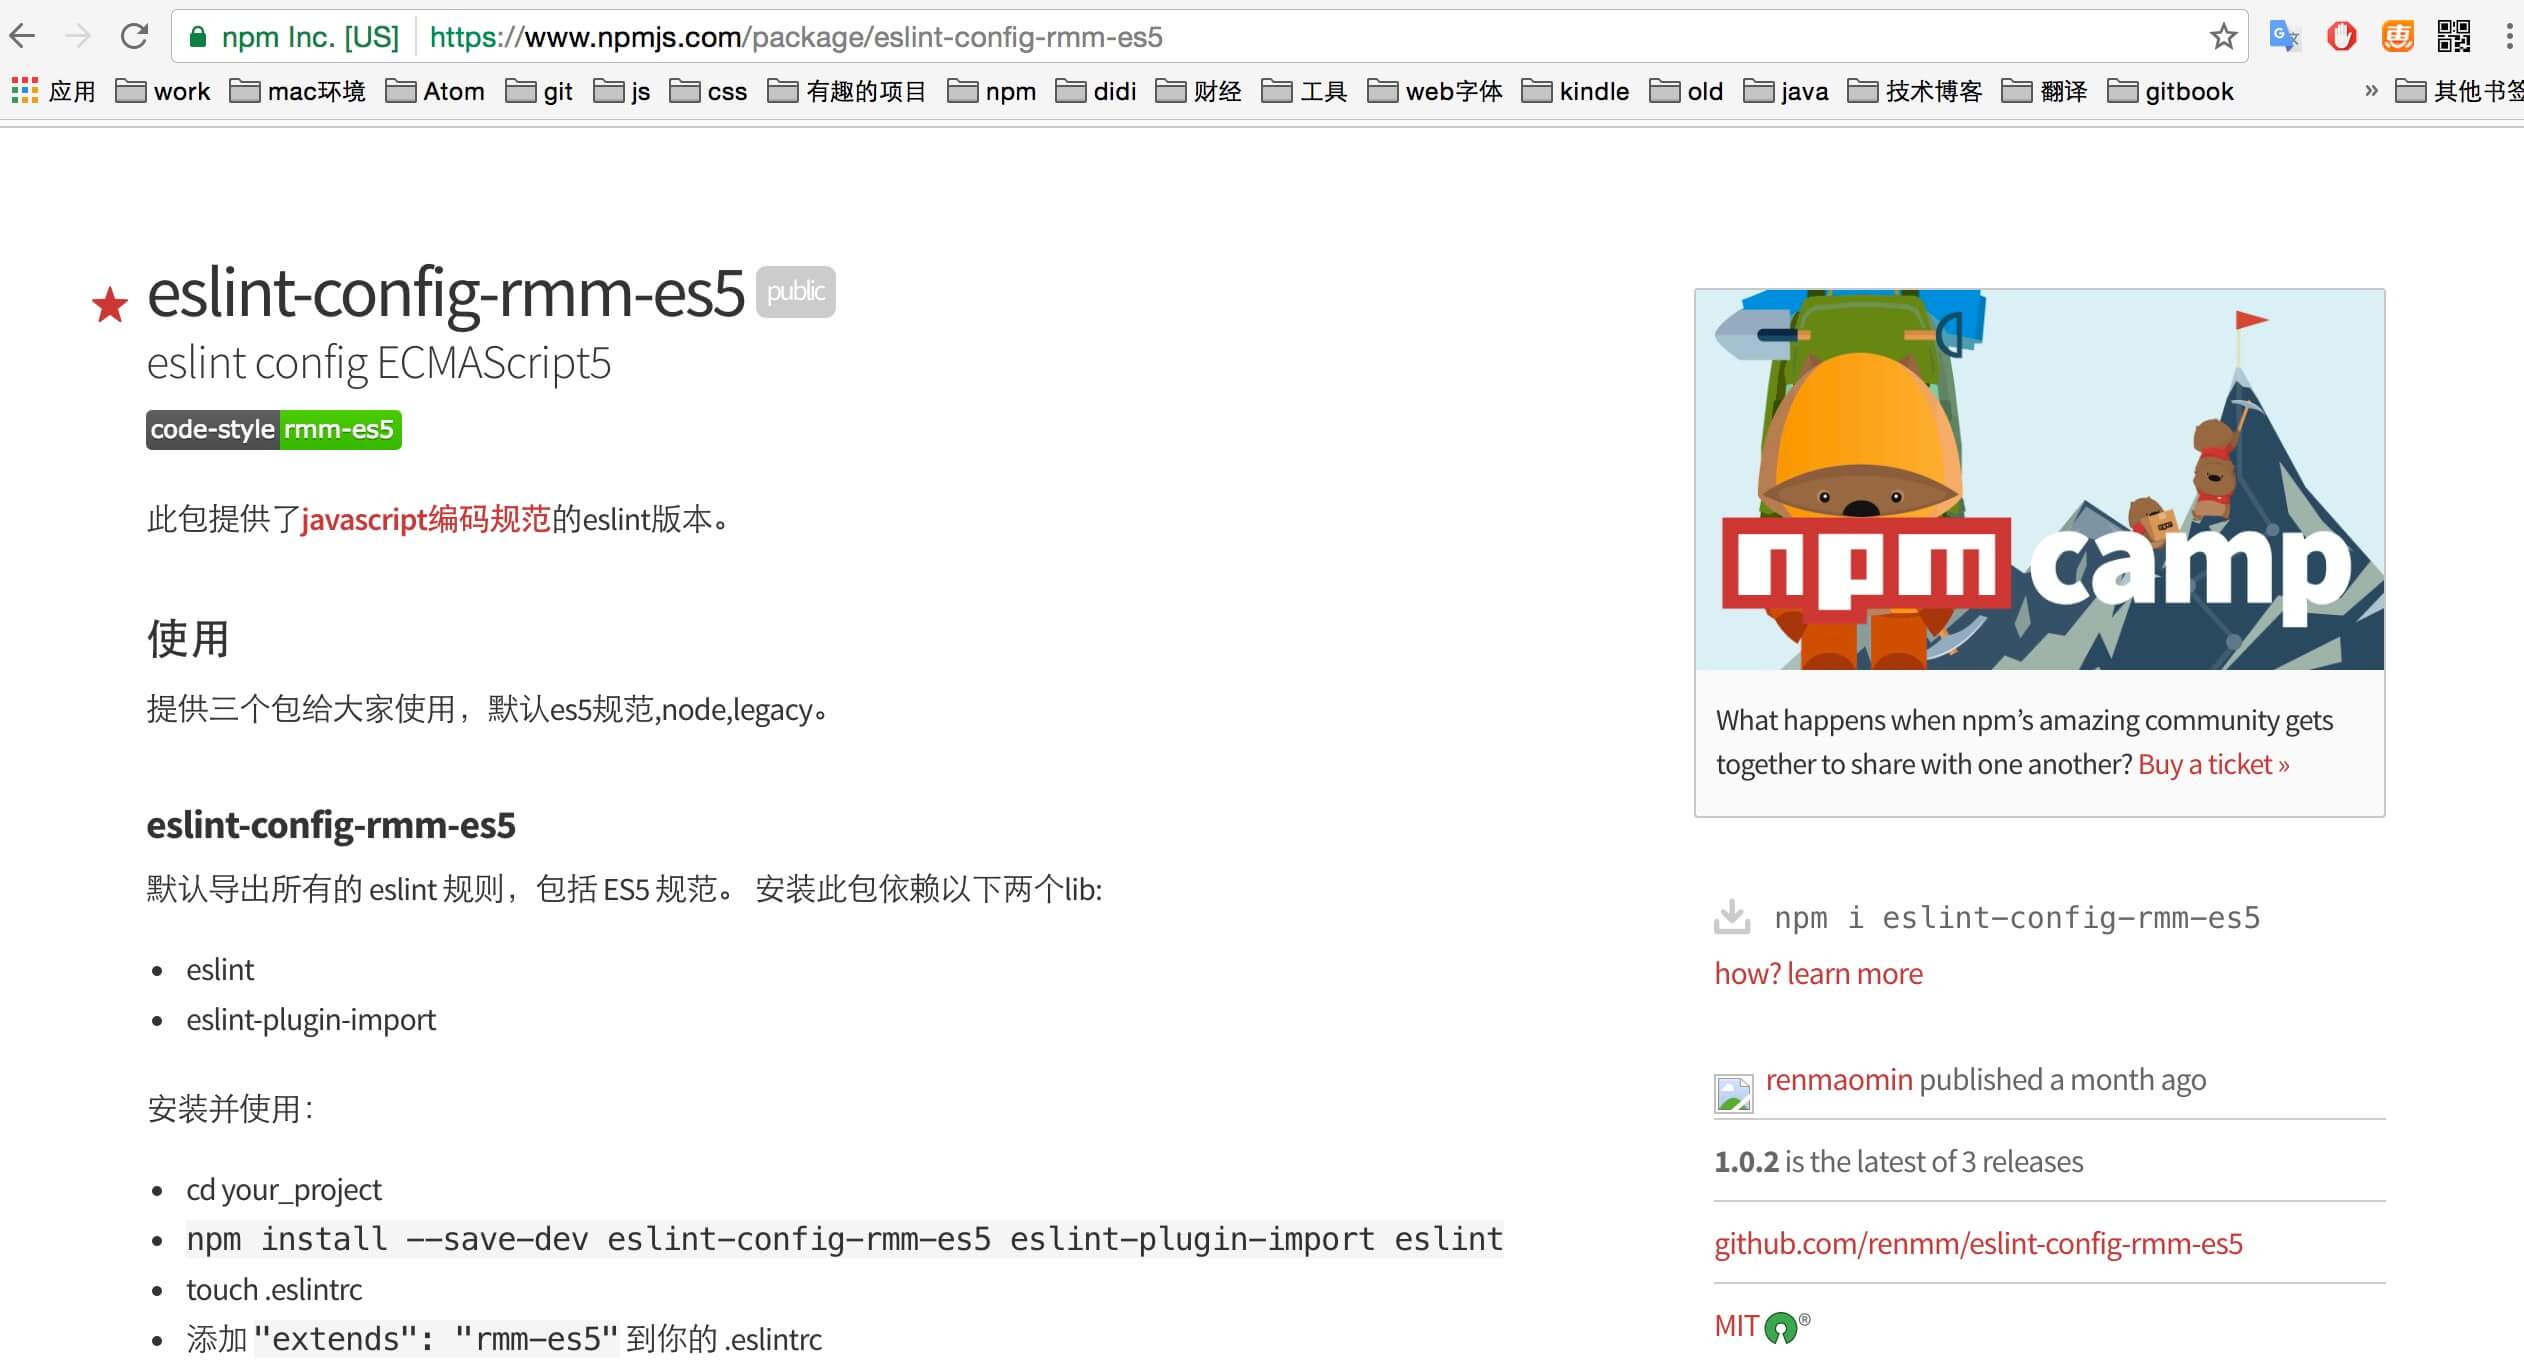 npm Inc. [US] https://www.npmjs.com/package/eslint-config-rmm-es5
应用 work mac环境 Atom git js css 有趣的项目 npm didi 财经 工具 web字体 kindle old java 技术博客 翻译 gitbook » 其他书签
eslint-config-rmm-es5 public
eslint config ECMAScript5
code-style rmm-es5
此包提供了javascript编码规范的eslint版本。
使用
提供三个包给大家使用，默认es5规范,node,legacy。
eslint-config-rmm-es5
默认导出所有的 eslint 规则，包括 ES5 规范。 安装此包依赖以下两个lib:
• eslint
• eslint-plugin-import
安装并使用：
• cd your_project
• npm install --save-dev eslint-config-rmm-es5 eslint-plugin-import eslint
• touch .eslintrc
• 添加 "extends": "rmm-es5" 到你的 .eslintrc
npm camp
What happens when npm’s amazing community gets
together to share with one another? Buy a ticket »
npm i eslint-config-rmm-es5
how? learn more
renmaomin published a month ago
1.0.2 is the latest of 3 releases
github.com/renmm/eslint-config-rmm-es5
MIT ®